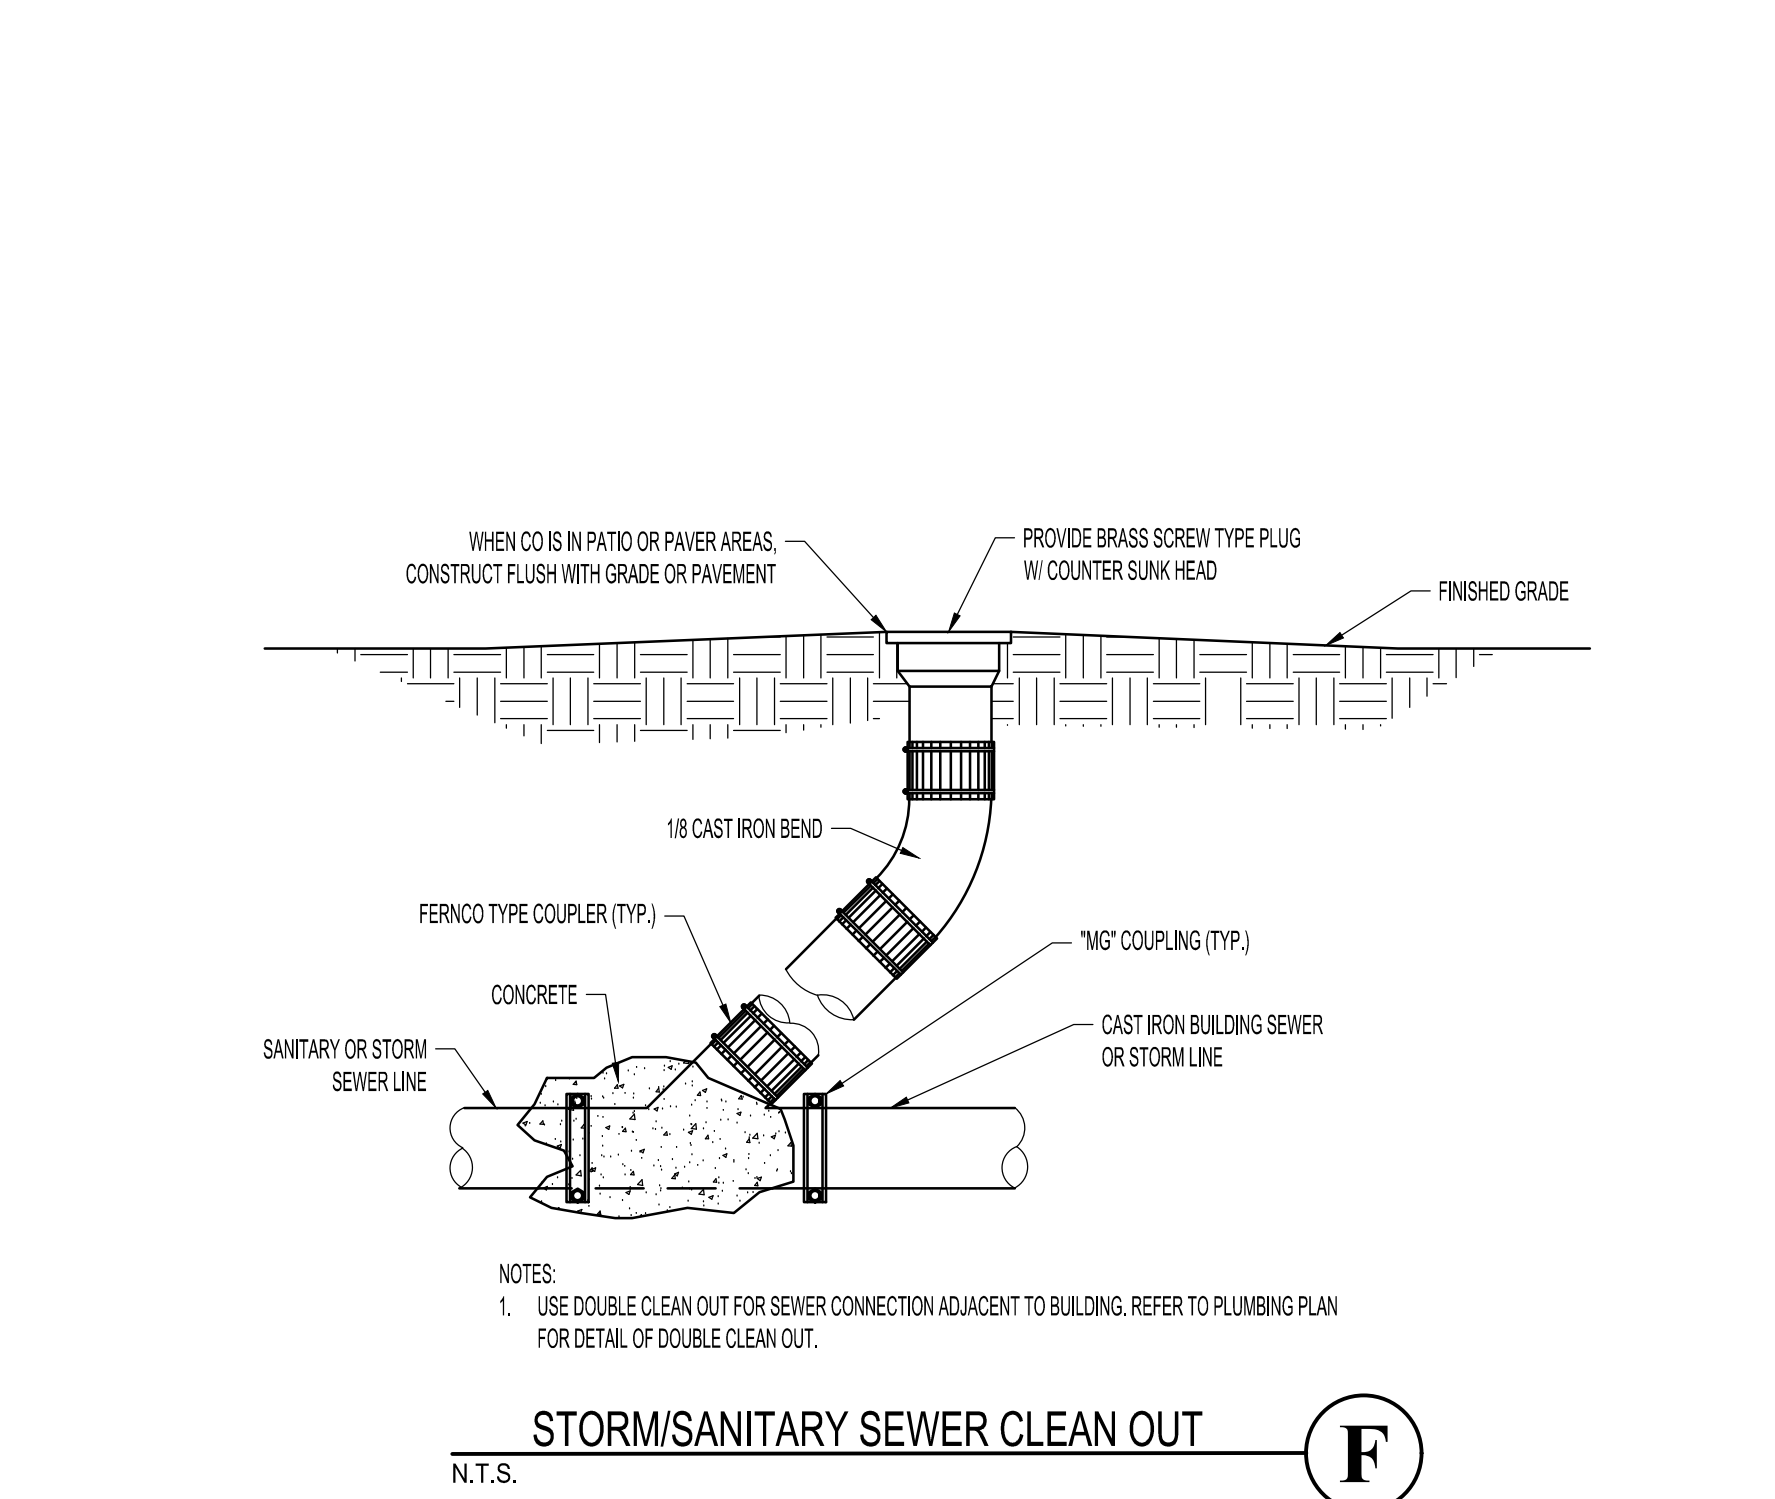 WHEN CO IS IN PATIO OR PAVER AREAS,
CONSTRUCT FLUSH WITH GRADE OR PAVEMENT
PROVIDE BRASS SCREW TYPE PLUG
W/ COUNTER SUNK HEAD
FINISHED GRADE
1/8 CAST IRON BEND
FERNCO TYPE COUPLER (TYP.)
"MG" COUPLING (TYP.)
CONCRETE
CAST IRON BUILDING SEWER
OR STORM LINE
SANITARY OR STORM
SEWER LINE
NOTES:
1. USE DOUBLE CLEAN OUT FOR SEWER CONNECTION ADJACENT TO BUILDING. REFER TO PLUMBING PLAN
FOR DETAIL OF DOUBLE CLEAN OUT.
STORM/SANITARY SEWER CLEAN OUT
F
N.T.S.